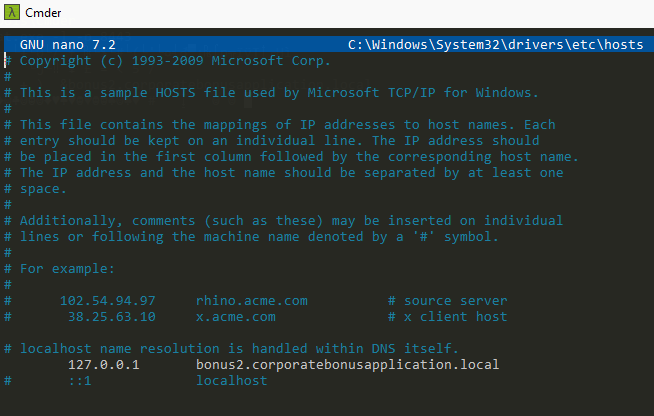 λ Cmder
GNU nano 7.2 C:\Windows\System32\drivers\etc\hosts
# Copyright (c) 1993-2009 Microsoft Corp.
#
# This is a sample HOSTS file used by Microsoft TCP/IP for Windows.
#
# This file contains the mappings of IP addresses to host names. Each
# entry should be kept on an individual line. The IP address should
# be placed in the first column followed by the corresponding host name.
# The IP address and the host name should be separated by at least one
# space.
#
# Additionally, comments (such as these) may be inserted on individual
# lines or following the machine name denoted by a '#' symbol.
#
# For example:
#
#      102.54.94.97     rhino.acme.com          # source server
#       38.25.63.10     x.acme.com              # x client host

# localhost name resolution is handled within DNS itself.
        127.0.0.1       bonus2.corporatebonusapplication.local
#       ::1             localhost